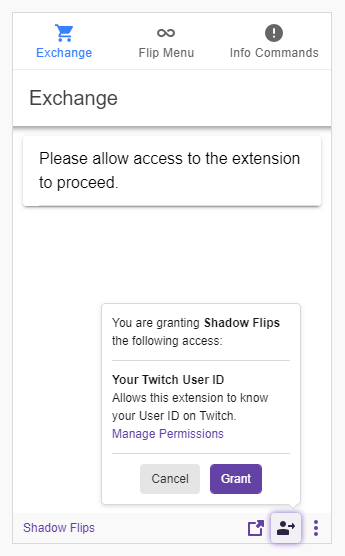 Exchange Flip Menu Info Commands
Exchange
Please allow access to the extension
to proceed.
You are granting Shadow Flips
the following access:
Your Twitch User ID
Allows this extension to know
your User ID on Twitch.
Manage Permissions
Cancel Grant
Shadow Flips